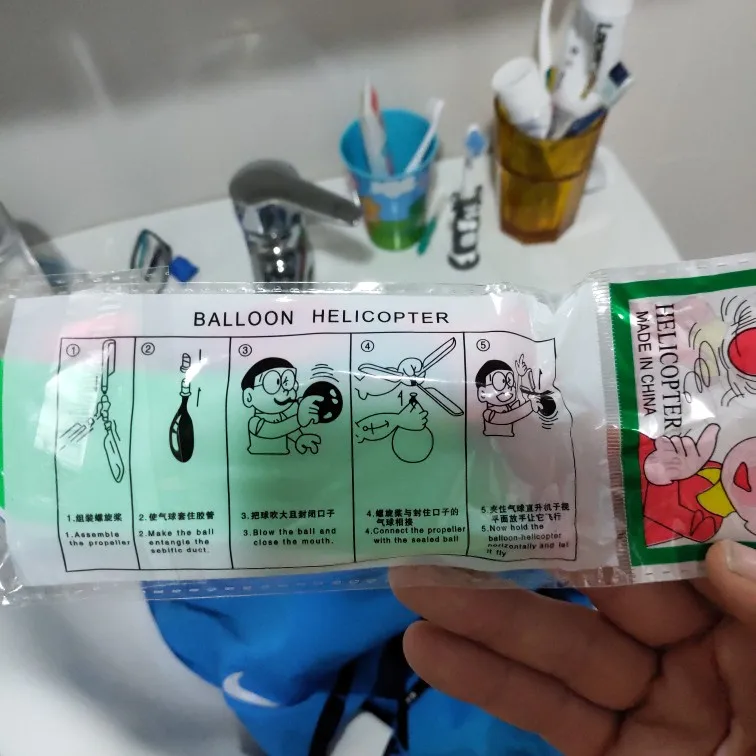 BALLOON HELICOPTER
①
②
③
④
⑤
1.组装螺旋桨
1.Assemble
the propeller
2.使气球套住胶管
2.Make the ball
entangle the
sebific duct.
3.把球吹大且封闭口子
3.Blow the ball and
close the mouth.
4.螺旋桨与封住口子的
气球相接
4.Connect the propeller
with the sealed ball
5.夹住气球直升机子视
平面放手让它飞行
5.Now hold the
balloon-helicopter
horizontally and let
it fly
HELICOPTER
MADE IN CHINA